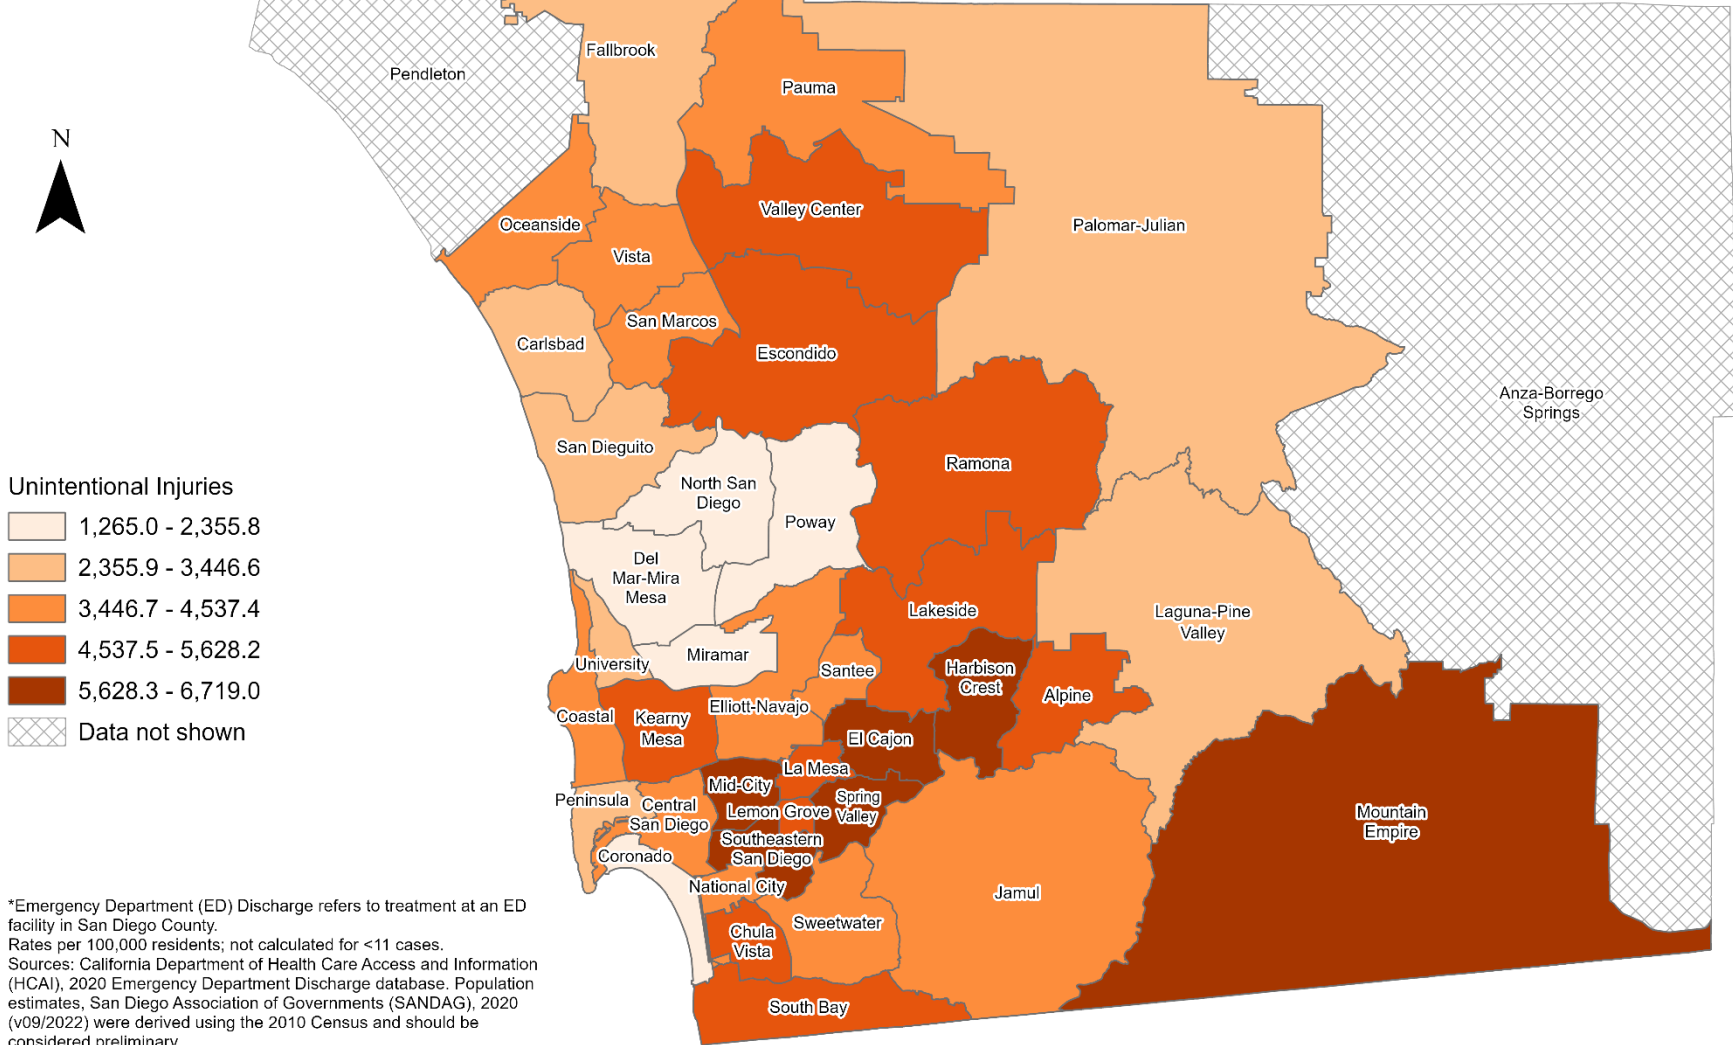 Fallbrook
Pendleton
Pauma
N
Valley Center
Oceanside
Palomar-Julian
Vista
San Marcos
Carlsbad
Escondido
Anza-Borrego
Springs
San Dieguito
Ramona
North San
Diego
Poway
Del
Mar-Mira
Mesa
Lakeside
Laguna-Pine
Valley
Miramar
University
Santee
Harbison
Crest
Alpine
Coastal
Kearny
Mesa
Elliott-Navajo
El Cajon
La Mesa
Mid-City
Peninsula
Central
San Diego
Lemon Grove
Spring
Valley
Mountain
Empire
Southeastern
San Diego
Coronado
National City
Jamul
Sweetwater
Chula
Vista
South Bay
Unintentional Injuries
1,265.0 - 2,355.8
2,355.9 - 3,446.6
3,446.7 - 4,537.4
4,537.5 - 5,628.2
5,628.3 - 6,719.0
Data not shown
*Emergency Department (ED) Discharge refers to treatment at an ED
facility in San Diego County.
Rates per 100,000 residents; not calculated for <11 cases.
Sources: California Department of Health Care Access and Information
(HCAI), 2020 Emergency Department Discharge database. Population
estimates, San Diego Association of Governments (SANDAG), 2020
(v09/2022) were derived using the 2010 Census and should be
considered preliminary.